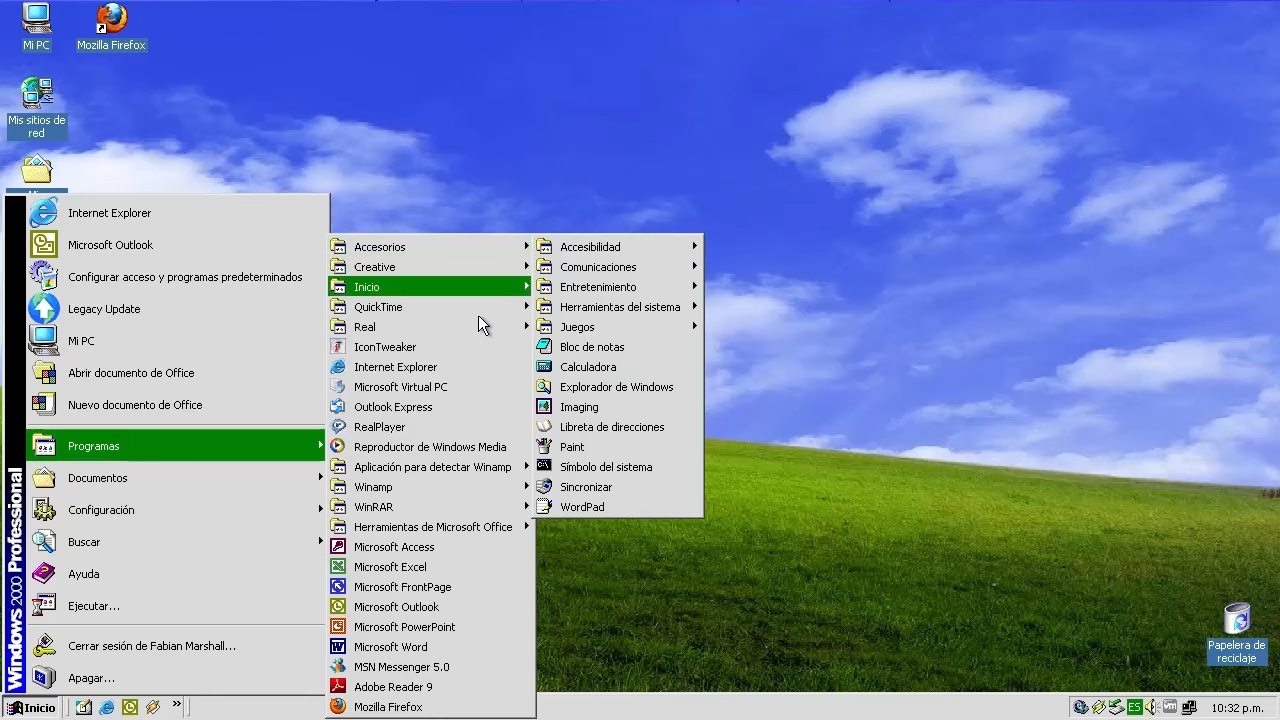 Mi PC
Mozilla Firefox
Mis sitios de
red
Internet Explorer
Microsoft Outlook
Configurar acceso y programas predeterminados
Legacy Update
Mi PC
Abrir documento de Office
Nuevo documento de Office
Programas
Documentos
Configuración
Buscar
Ayuda
Ejecutar...
Cerrar sesión de Fabian Marshall...
Apagar...
Windows 2000 Professional
Accesorios
Creative
Inicio
QuickTime
Real
IconTweaker
Internet Explorer
Microsoft Virtual PC
Outlook Express
RealPlayer
Reproductor de Windows Media
Aplicación para detectar Winamp
Winamp
WinRAR
Herramientas de Microsoft Office
Microsoft Access
Microsoft Excel
Microsoft FrontPage
Microsoft Outlook
Microsoft PowerPoint
Microsoft Word
MSN Messenger 5.0
Adobe Reader 9
Mozilla Firefox
Accesibilidad
Comunicaciones
Entretenimiento
Herramientas del sistema
Juegos
Bloc de notas
Calculadora
Explorador de Windows
Imaging
Libreta de direcciones
Paint
Símbolo del sistema
Sincronizar
WordPad
Papelera de
reciclaje
Inicio
»
ES
vm
10:32 p.m.